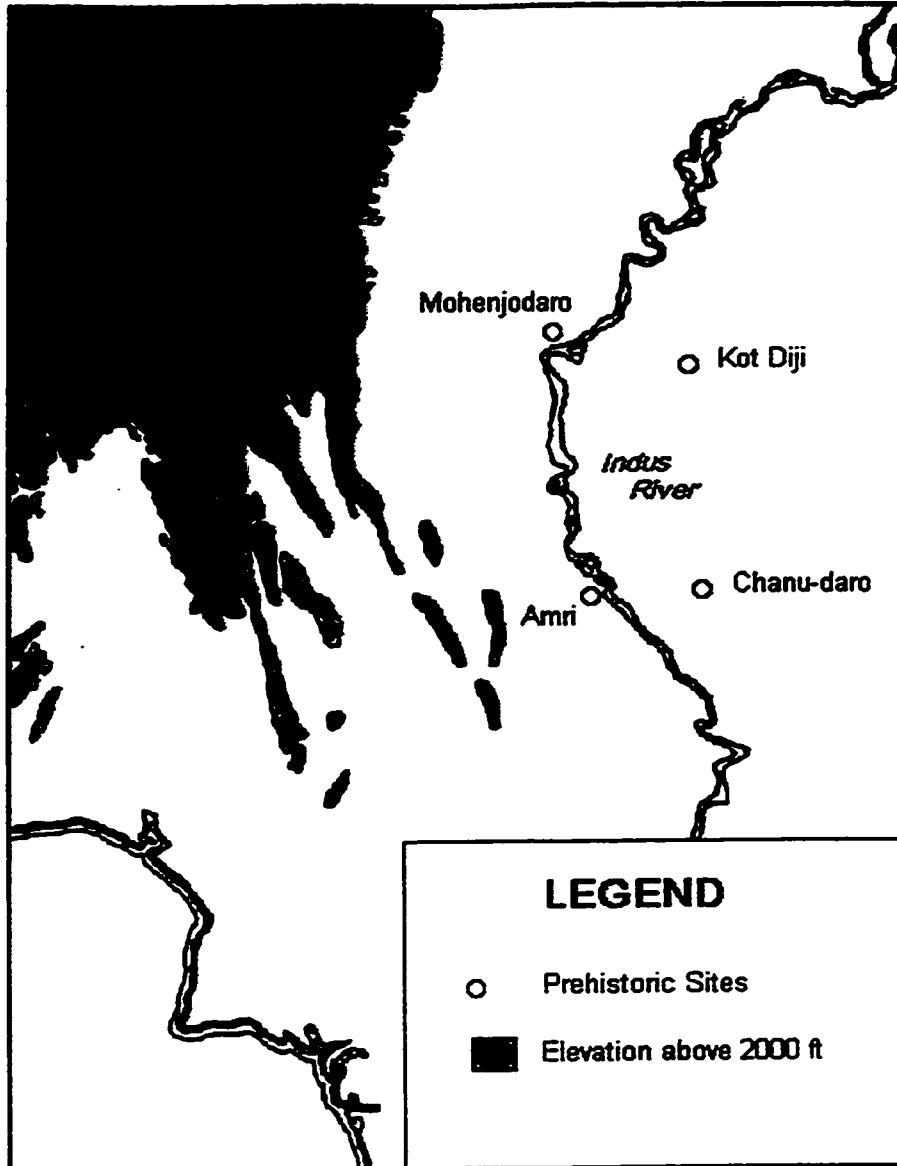 Mohenjodaro
Kot Diji
Indus
River
Chanu-daro
Amri
LEGEND
Prehistoric Sites
Elevation above 2000 ft